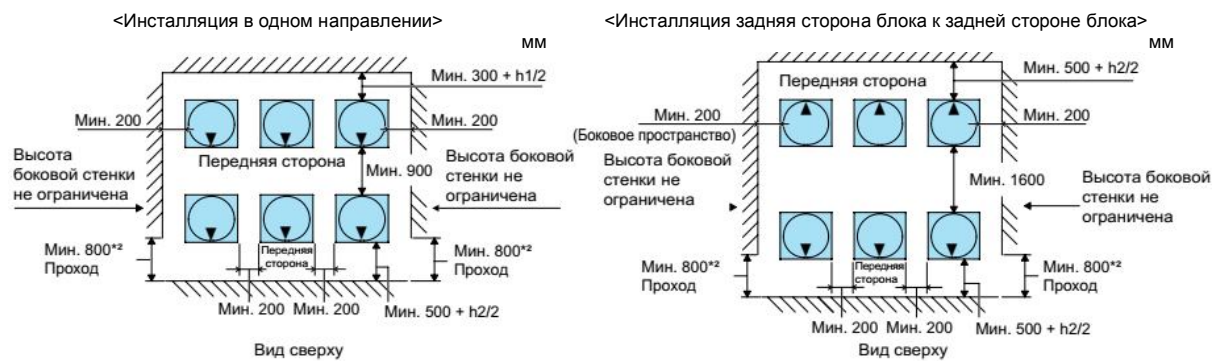 <Инсталляция в одном направлении>
мм
Мин. 300 + h1/2
Мин. 200
Мин. 200
Передняя сторона
Мин. 900
Высота
боковой стенки
не ограничена
Высота боковой
стенки не
ограничена
Мин. 800*²
Проход
Передняя
сторона
Мин. 800*²
Проход
Мин. 200
Мин. 200
Мин. 500 + h2/2
Вид сверху
<Инсталляция задняя сторона блока к задней стороне блока>
мм
Передняя сторона
Мин. 500 + h2/2
Мин. 200
(Боковое пространство)
Мин. 200
Высота боковой
стенки не
ограничена
Мин. 1600
Высота боковой
стенки не
ограничена
Мин. 800*²
Проход
Передняя
сторона
Мин. 800*²
Проход
Мин. 200
Мин. 200
Мин. 500 + h2/2
Вид сверху